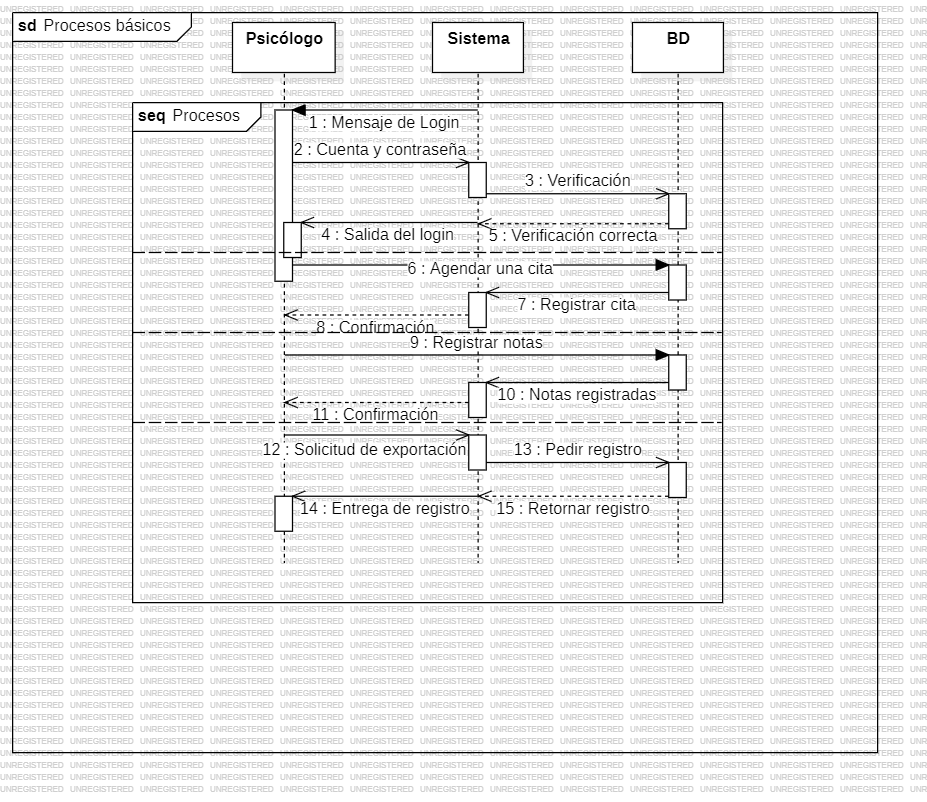 sd Procesos básicos
Psicólogo
Sistema
BD
seq Procesos
1 : Mensaje de Login
2 : Cuenta y contraseña
3 : Verificación
4 : Salida del login
5 : Verificación correcta
6 : Agendar una cita
7 : Registrar cita
8 : Confirmación
9 : Registrar notas
10 : Notas registradas
11 : Confirmación
12 : Solicitud de exportación
13 : Pedir registro
14 : Entrega de registro
15 : Retornar registro
UNREGISTERED